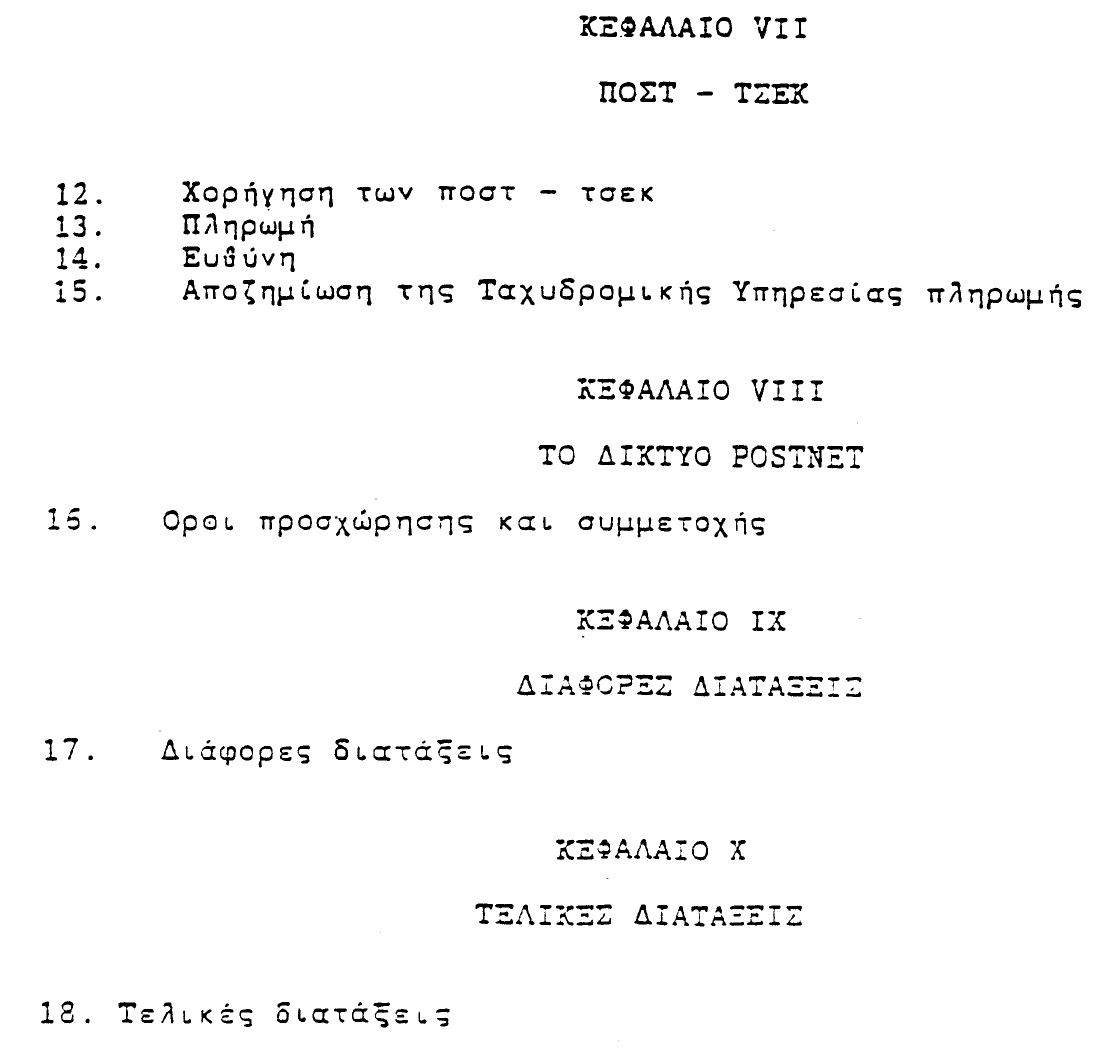 ΚΕΦΑΛΑΙΟ VII
ΠΟΣΤ - ΤΣΕΚ
12. Χορήγηση των ποστ - τσεκ
13. Πληρωμή
14. Ευθύνη
15. Αποζημίωση της Ταχυδρομικής Υπηρεσίας πληρωμής
ΚΕΦΑΛΑΙΟ VIII
ΤΟ ΔΙΚΤΥΟ POSTNET
16. Οροι προσχώρησης και συμμετοχής
ΚΕΦΑΛΑΙΟ IX
ΔΙΑΦΟΡΕΣ ΔΙΑΤΑΞΕΙΣ
17. Διάφορες διατάξεις
ΚΕΦΑΛΑΙΟ X
ΤΕΛΙΚΕΣ ΔΙΑΤΑΞΕΙΣ
18. Τελικές διατάξεις